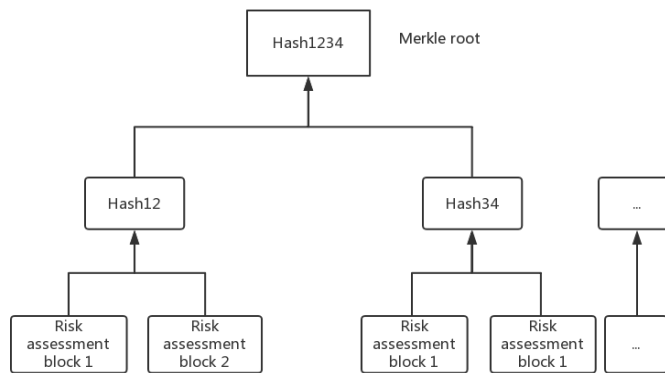 Hash1234
Merkle root
Hash12
Hash34
...
Risk
assessment
block 1
Risk
assessment
block 2
Risk
assessment
block 1
Risk
assessment
block 1
...